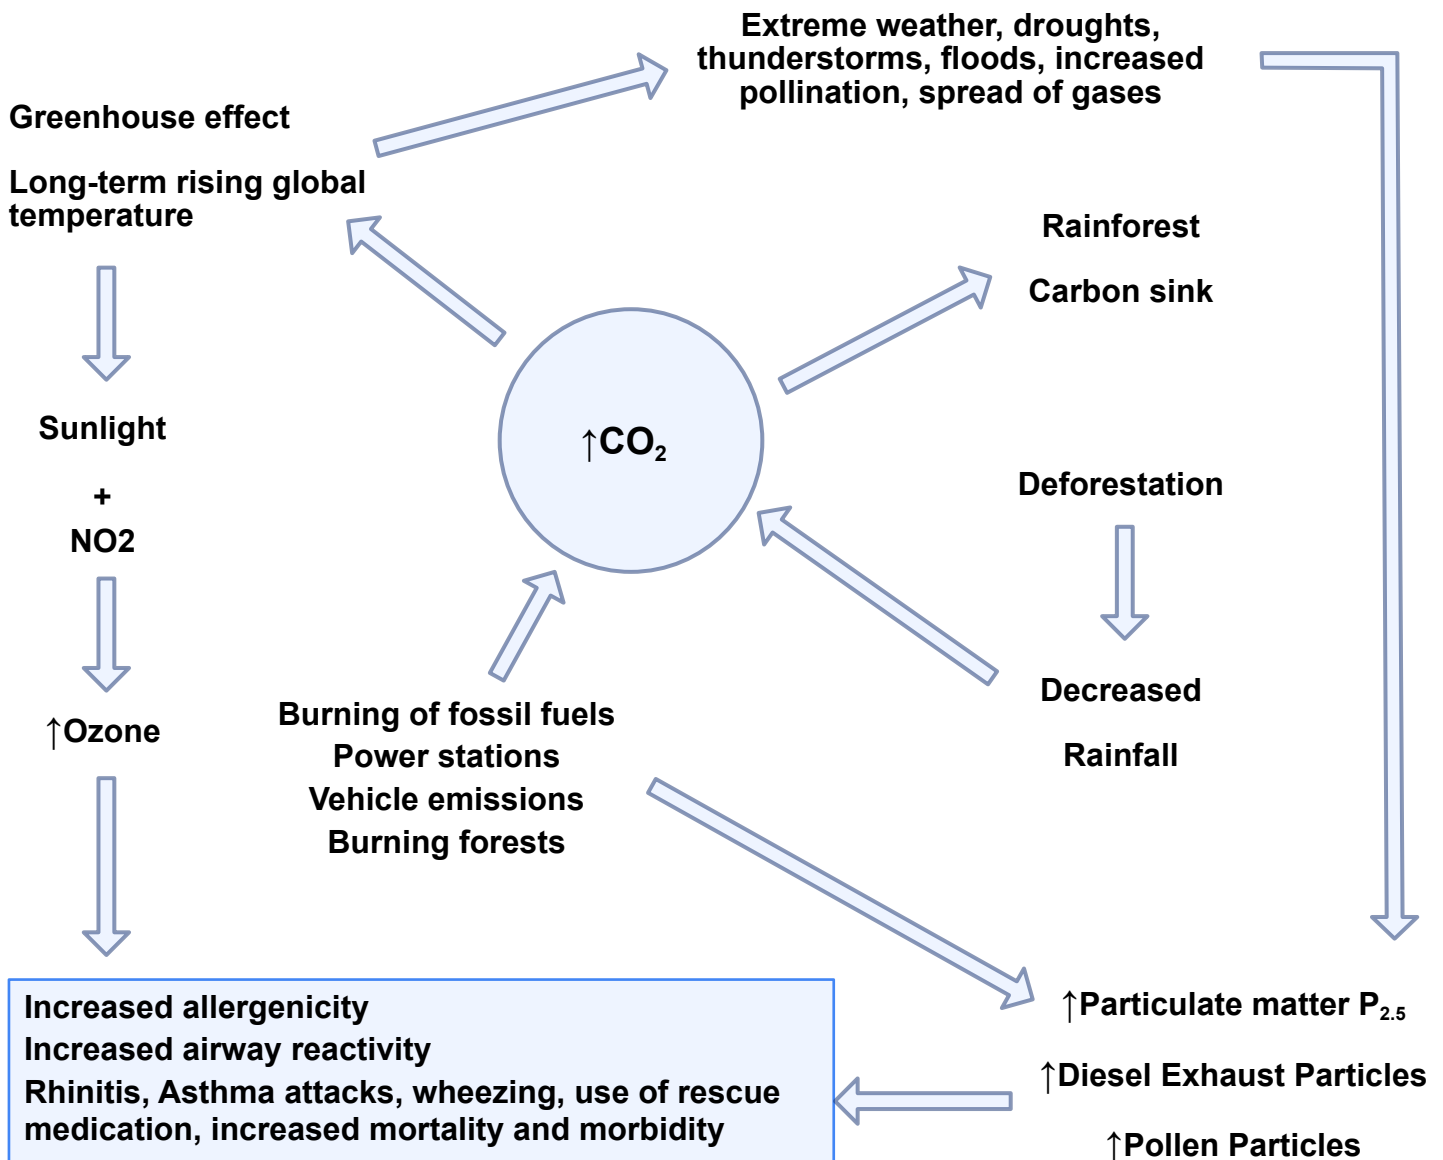 Extreme weather, droughts,
thunderstorms, floods, increased
pollination, spread of gases
Greenhouse effect
Long-term rising global
temperature
Rainforest
Carbon sink
↑CO₂
Sunlight
+
NO2
Deforestation
Decreased
Rainfall
↑Ozone
Burning of fossil fuels
Power stations
Vehicle emissions
Burning forests
Increased allergenicity
Increased airway reactivity
Rhinitis, Asthma attacks, wheezing, use of rescue
medication, increased mortality and morbidity
↑Particulate matter P₂.₅
↑Diesel Exhaust Particles
↑Pollen Particles